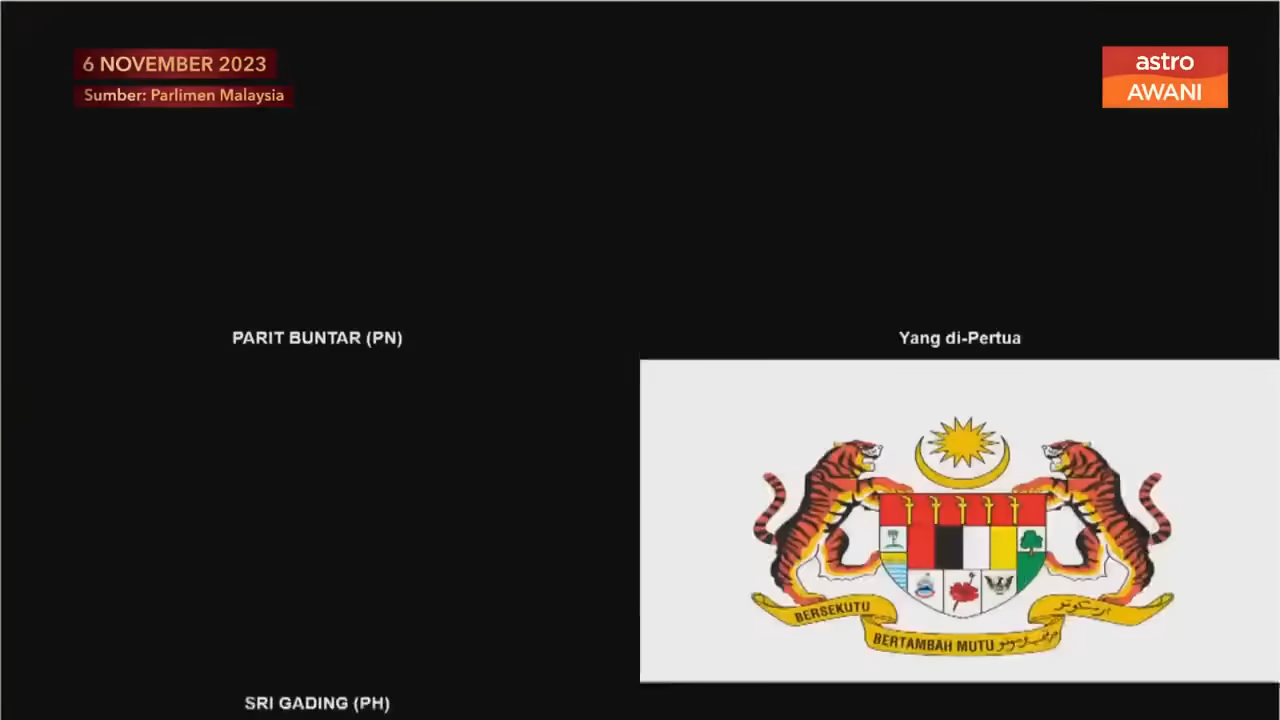 6 NOVEMBER 2023
Sumber: Parlimen Malaysia
astro
AWANI
PARIT BUNTAR (PN)
Yang di-Pertua
BERSEKUTU
BERTAMBAH MUTU
SRI GADING (PH)